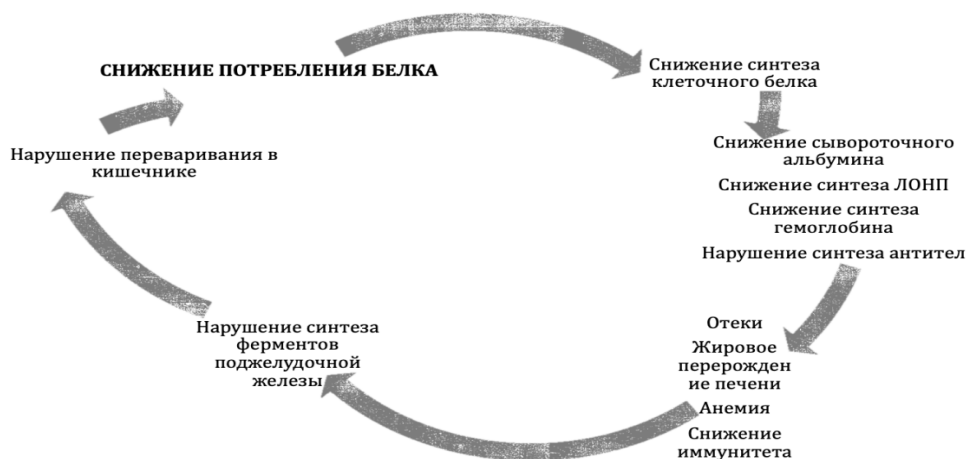 СНИЖЕНИЕ ПОТРЕБЛЕНИЯ БЕЛКА
Снижение синтеза
клеточного белка
Снижение сывороточного
альбумина
Снижение синтеза ЛОНП
Снижение синтеза
гемоглобина
Нарушение синтеза антител
Отеки
Жировое
перерожден
ие печени
Анемия
Снижение
иммунитета
Нарушение синтеза
ферментов
поджелудочной
железы
Нарушение переваривания в
кишечнике